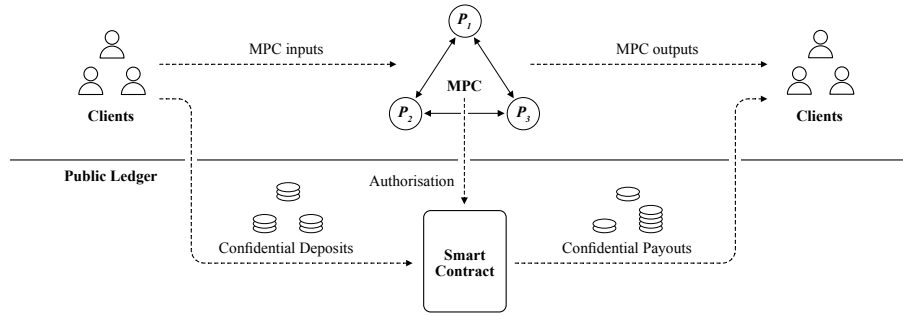 P1
MPC inputs
MPC outputs
MPC
Clients
P2
P3
Clients
Public Ledger
Authorisation
Confidential Deposits
Smart
Contract
Confidential Payouts